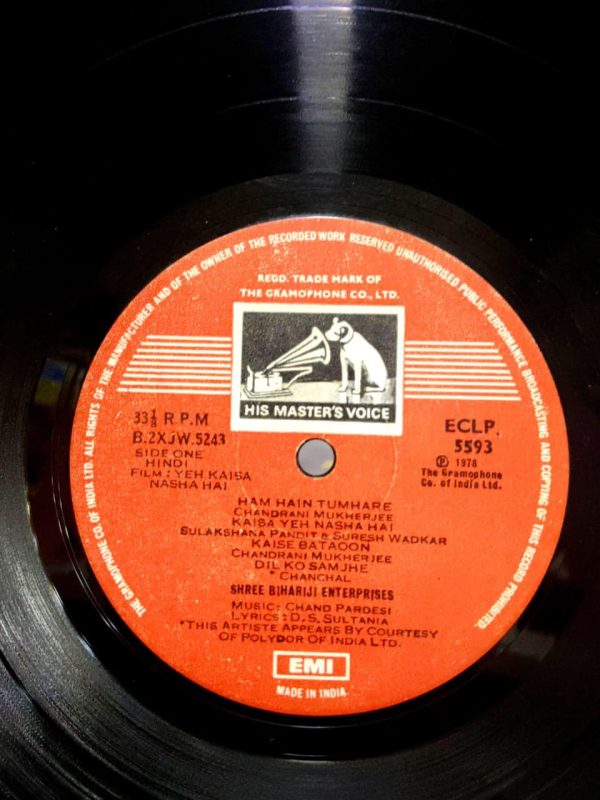 THE GRAMOPHONE CO. OF INDIA LTD. ALL RIGHTS OF THE MANUFACTURER AND OF THE OWNER OF THE RECORDED WORK RESERVED UNAUTHORISED PUBLIC PERFORMANCE BROADCASTING AND COPYING OF THIS RECORD PROHIBITED.
REGD. TRADE MARK OF
THE GRAMOPHONE CO., LTD.
HIS MASTER'S VOICE
33⅓ R.P.M
B.2XJW.5243
SIDE ONE
HINDI
FILM: YEH KAISA
NASHA HAI
ECLP.
5593
Ⓟ 1978
The Gramophone
Co. of India Ltd.
HAM HAIN TUMHARE
CHANDRANI MUKHERJEE
KAISA YEH NASHA HAI
SULAKSHANA PANDIT & SURESH WADKAR
KAISE BATAOON
CHANDRANI MUKHERJEE
DIL KO SAMJHE
* CHANCHAL
SHREE BIHARIJI ENTERPRISES
MUSIC: CHAND PARDESI
LYRICS: D.S. SULTANIA
*THIS ARTISTE APPEARS BY COURTESY
OF POLYDOR OF INDIA LTD.
EMI
MADE IN INDIA.